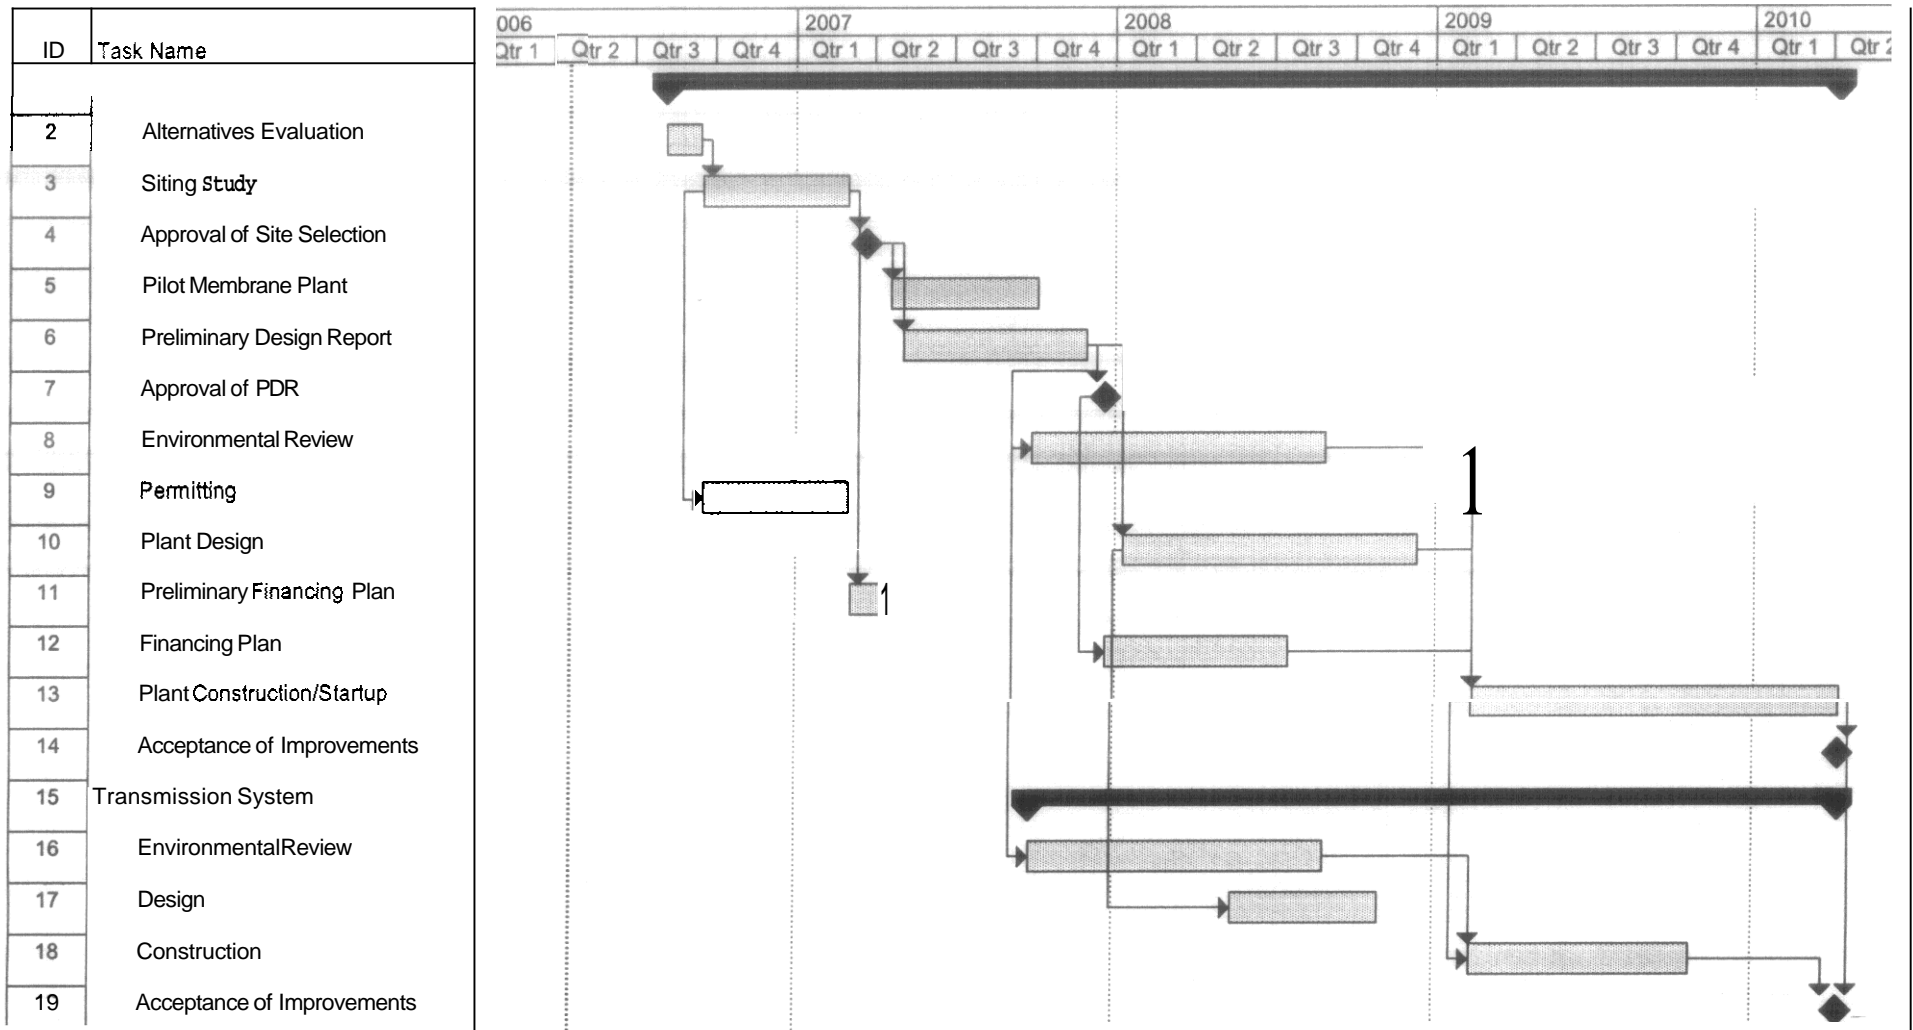 006 2007 2008 2009 2010
ID Task Name Qtr 1 Qtr 2 Qtr 3 Qtr 4 Qtr 1 Qtr 2 Qtr 3 Qtr 4 Qtr 1 Qtr 2 Qtr 3 Qtr 4 Qtr 1 Qtr 2 Qtr 3 Qtr 4 Qtr 1 Qtr 2
2 Alternatives Evaluation
3 Siting Study
4 Approval of Site Selection
5 Pilot Membrane Plant
6 Preliminary Design Report
7 Approval of PDR
8 Environmental Review
1
9 Permitting
10 Plant Design
11 Preliminary Financing Plan 1
12 Financing Plan
13 Plant Construction/Startup
14 Acceptance of Improvements
15 Transmission System
16 EnvironmentalReview
17 Design
18 Construction
19 Acceptance of Improvements